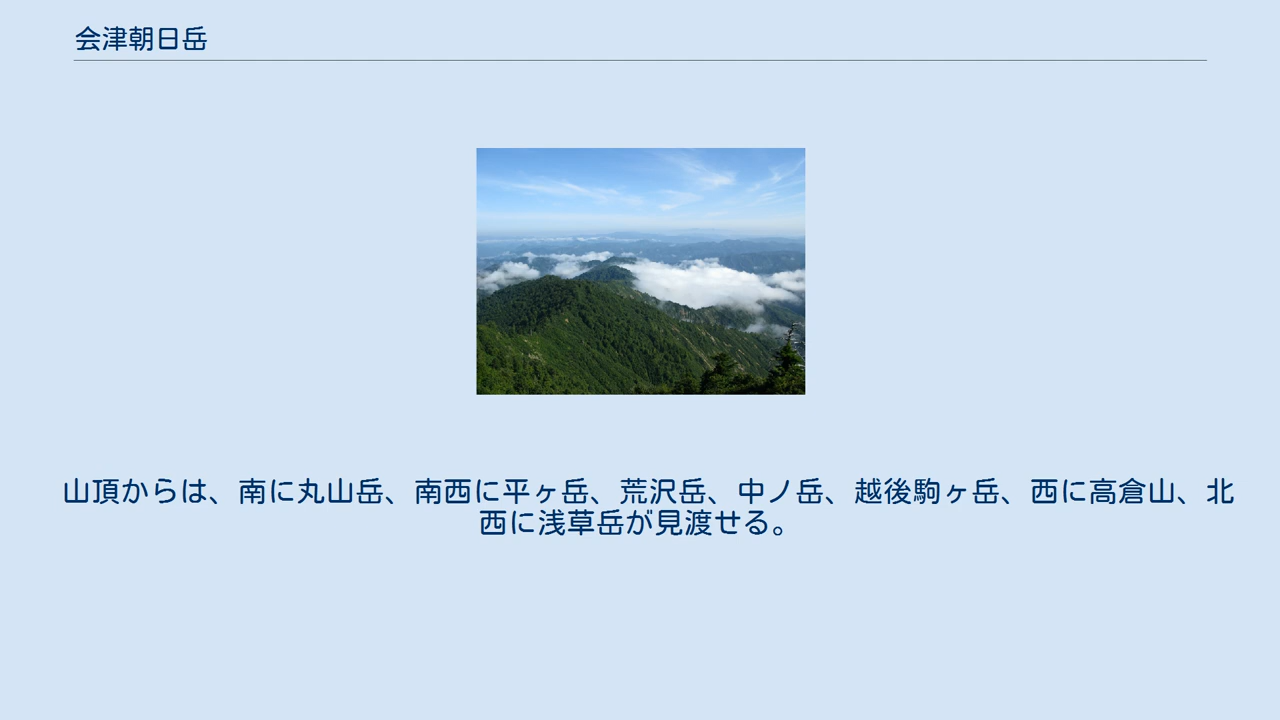 会津朝日岳
山頂からは、南に丸山岳、南西に平ヶ岳、荒沢岳、中ノ岳、越後駒ヶ岳、西に高倉山、北
西に浅草岳が見渡せる。